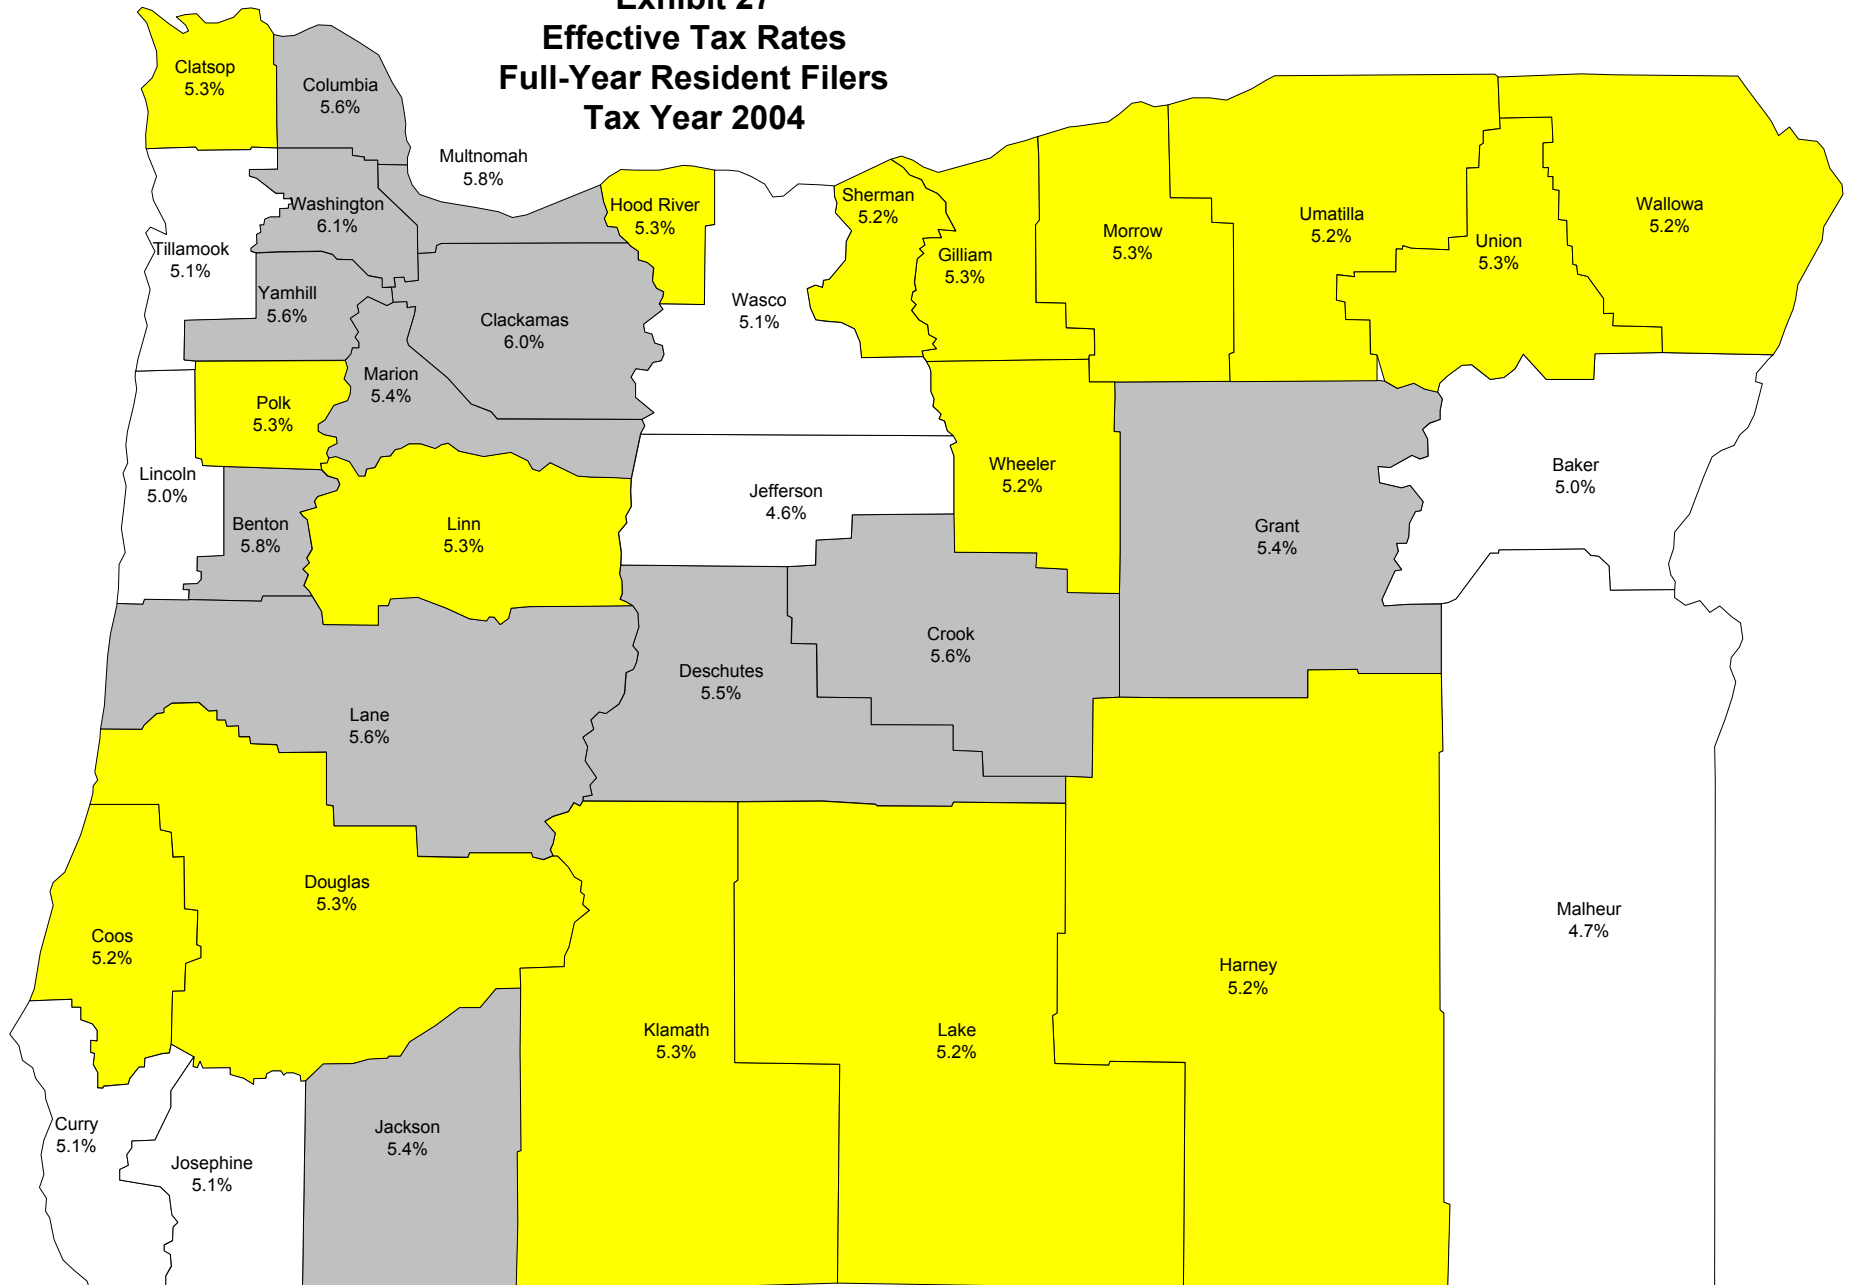 Exhibit 27
Effective Tax Rates
Full-Year Resident Filers
Tax Year 2004
Clatsop
5.3%
Columbia
5.6%
Multnomah
5.8%
Washington
6.1%
Tillamook
5.1%
Yamhill
5.6%
Clackamas
6.0%
Hood River
5.3%
Wasco
5.1%
Sherman
5.2%
Gilliam
5.3%
Morrow
5.3%
Umatilla
5.2%
Union
5.3%
Wallowa
5.2%
Marion
5.4%
Polk
5.3%
Lincoln
5.0%
Benton
5.8%
Linn
5.3%
Jefferson
4.6%
Wheeler
5.2%
Grant
5.4%
Baker
5.0%
Lane
5.6%
Deschutes
5.5%
Crook
5.6%
Douglas
5.3%
Coos
5.2%
Malheur
4.7%
Harney
5.2%
Klamath
5.3%
Lake
5.2%
Curry
5.1%
Josephine
5.1%
Jackson
5.4%